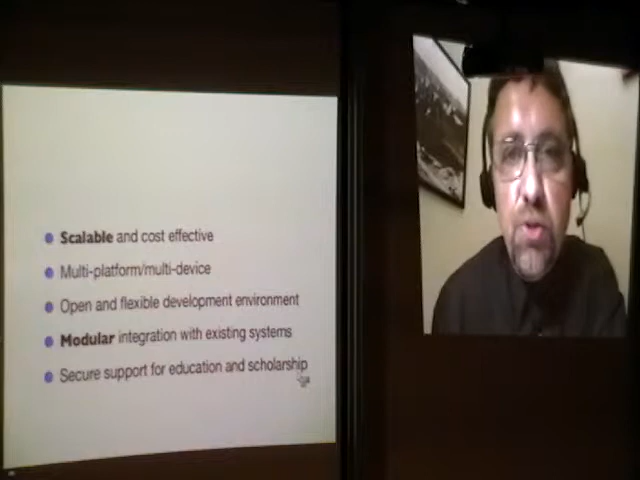 Scalable and cost effective
Multi-platform/multi-device
Open and flexible development environment
Modular integration with existing systems
Secure support for education and scholarship